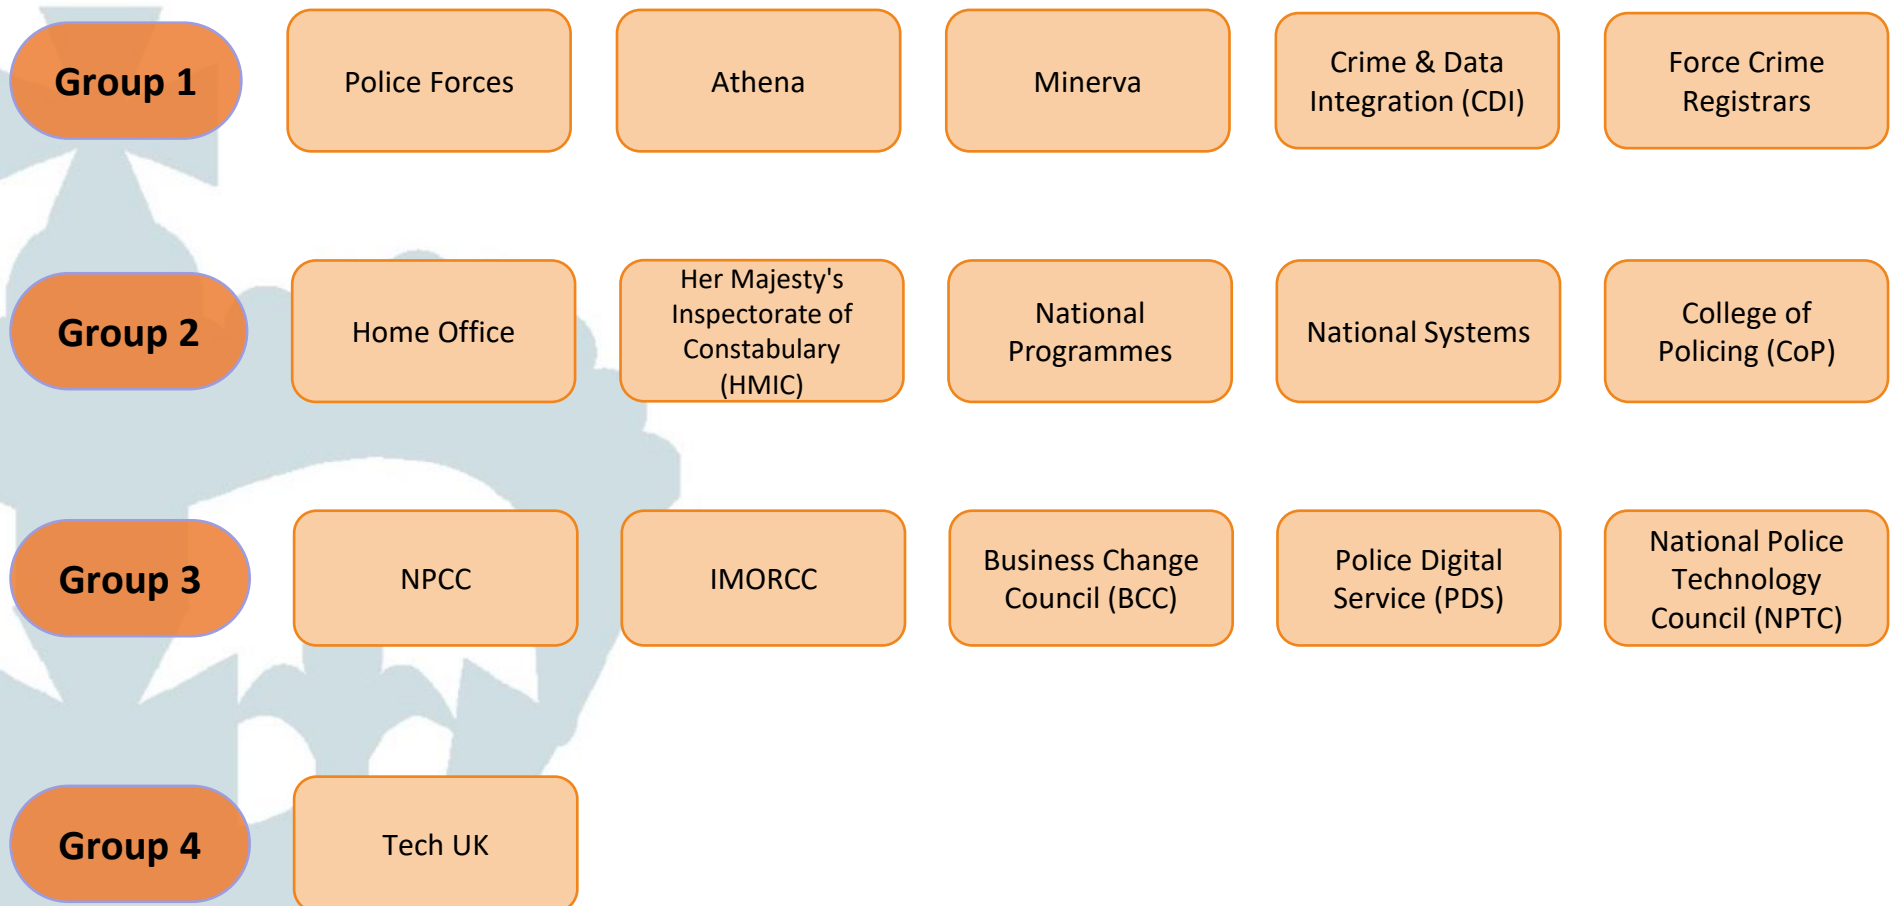 Group 1
Police Forces
Athena
Minerva
Crime & Data
Integration (CDI)
Force Crime
Registrars
Group 2
Home Office
Her Majesty's
Inspectorate of
Constabulary
(HMIC)
National
Programmes
National Systems
College of
Policing (CoP)
Group 3
NPCC
IMORCC
Business Change
Council (BCC)
Police Digital
Service (PDS)
National Police
Technology
Council (NPTC)
Group 4
Tech UK